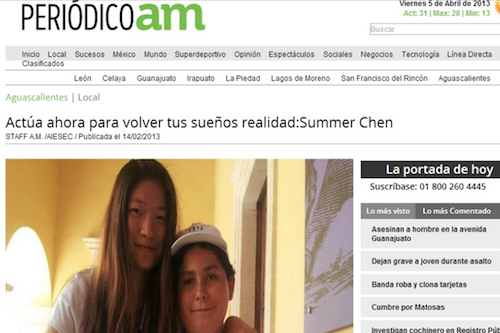 PERIÓDICO am
Viernes 5 de Abril de 2013
Act: 31 | Max: 28 | Min: 13
Buscar
Inicio Local Sucesos México Mundo Superdeportivo Opinión Espectáculos Sociales Negocios Tecnología Línea Directa
Clasificados
León Celaya Guanajuato Irapuato La Piedad Lagos de Moreno San Francisco del Rincón Aguascalientes
Aguascalientes | Local
Actúa ahora para volver tus sueños realidad:Summer Chen
STAFF A.M. /AIESEC / Publicada el 14/02/2013
La portada de hoy
Suscríbase: 01 800 260 4445
Lo más visto Lo más Comentado
Asesinan a hombre en la avenida
Guanajuato
Dejan grave a joven durante asalto
Banda roba y clona tarjetas
Cumbre por Matosas
Investigan cochinero en Registro Púb